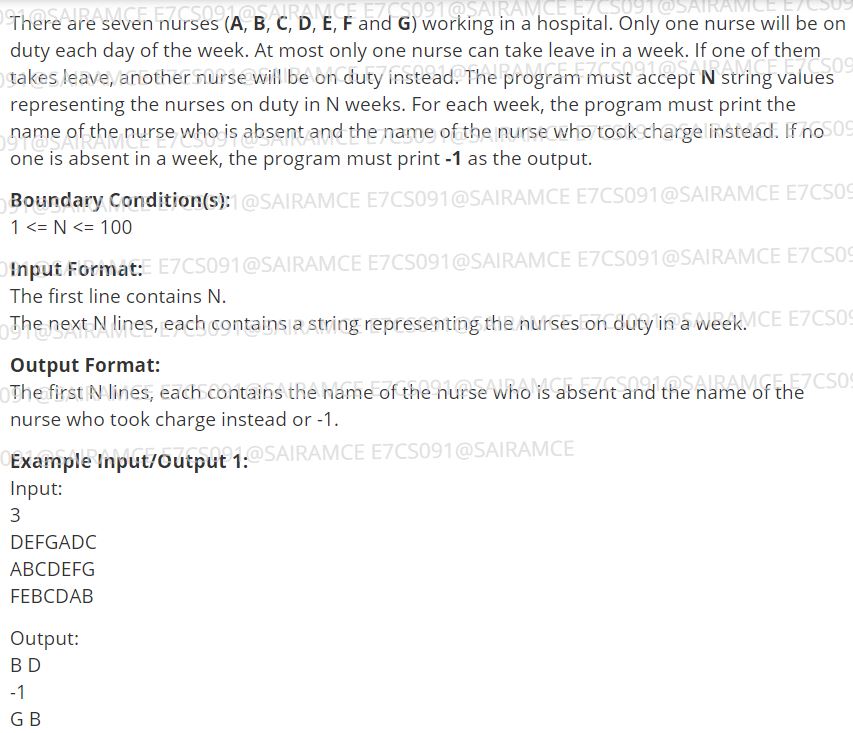 There are seven nurses (A, B, C, D, E, F and G) working in a hospital. Only one nurse will be on
duty each day of the week. At most only one nurse can take leave in a week. If one of them
takes leave, another nurse will be on duty instead. The program must accept N string values
representing the nurses on duty in N weeks. For each week, the program must print the
name of the nurse who is absent and the name of the nurse who took charge instead. If no
one is absent in a week, the program must print -1 as the output.
Boundary Condition(s):
1 <= N <= 100
Input Format:
The first line contains N.
The next N lines, each contains a string representing the nurses on duty in a week.
Output Format:
The first N lines, each contains the name of the nurse who is absent and the name of the
nurse who took charge instead or -1.
Example Input/Output 1:
Input:
3
DEFGADC
ABCDEFG
FEBCDAB
Output:
B D
-1
G B